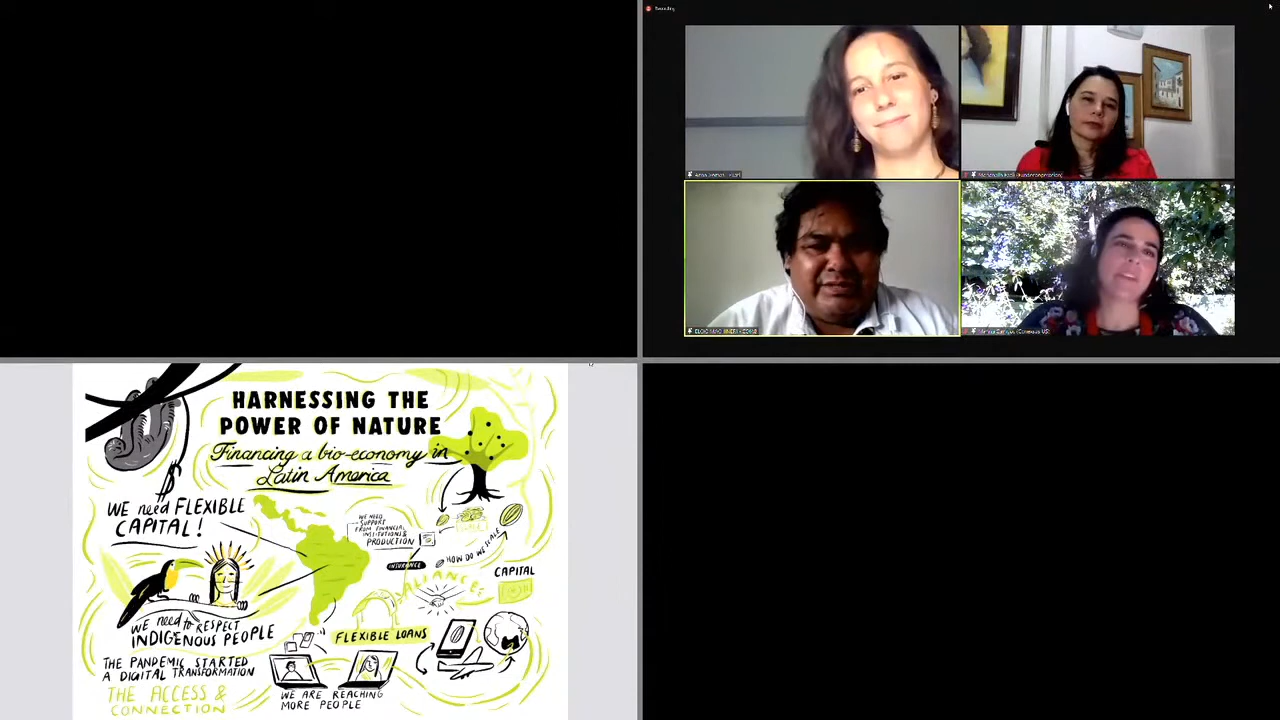 Recording
HARNESSING THE
POWER OF NATURE
Financing a bio-economy in
Latin America
WE need FLEXIBLE
CAPITAL!
WE NEED
SUPPORT
FROM FINANCIAL
INSTITUTIONS &
PRODUCTION
INSURANCE
HOW DO WE SCALE
ALIANCES
CAPITAL
WE need to RESPECT
INDIGENOUS PEOPLE
FLEXIBLE LOANS
THE PANDEMIC STARTED
A DIGITAL TRANSFORMATION
THE ACCESS &
CONNECTION
WE ARE REACHING
MORE PEOPLE